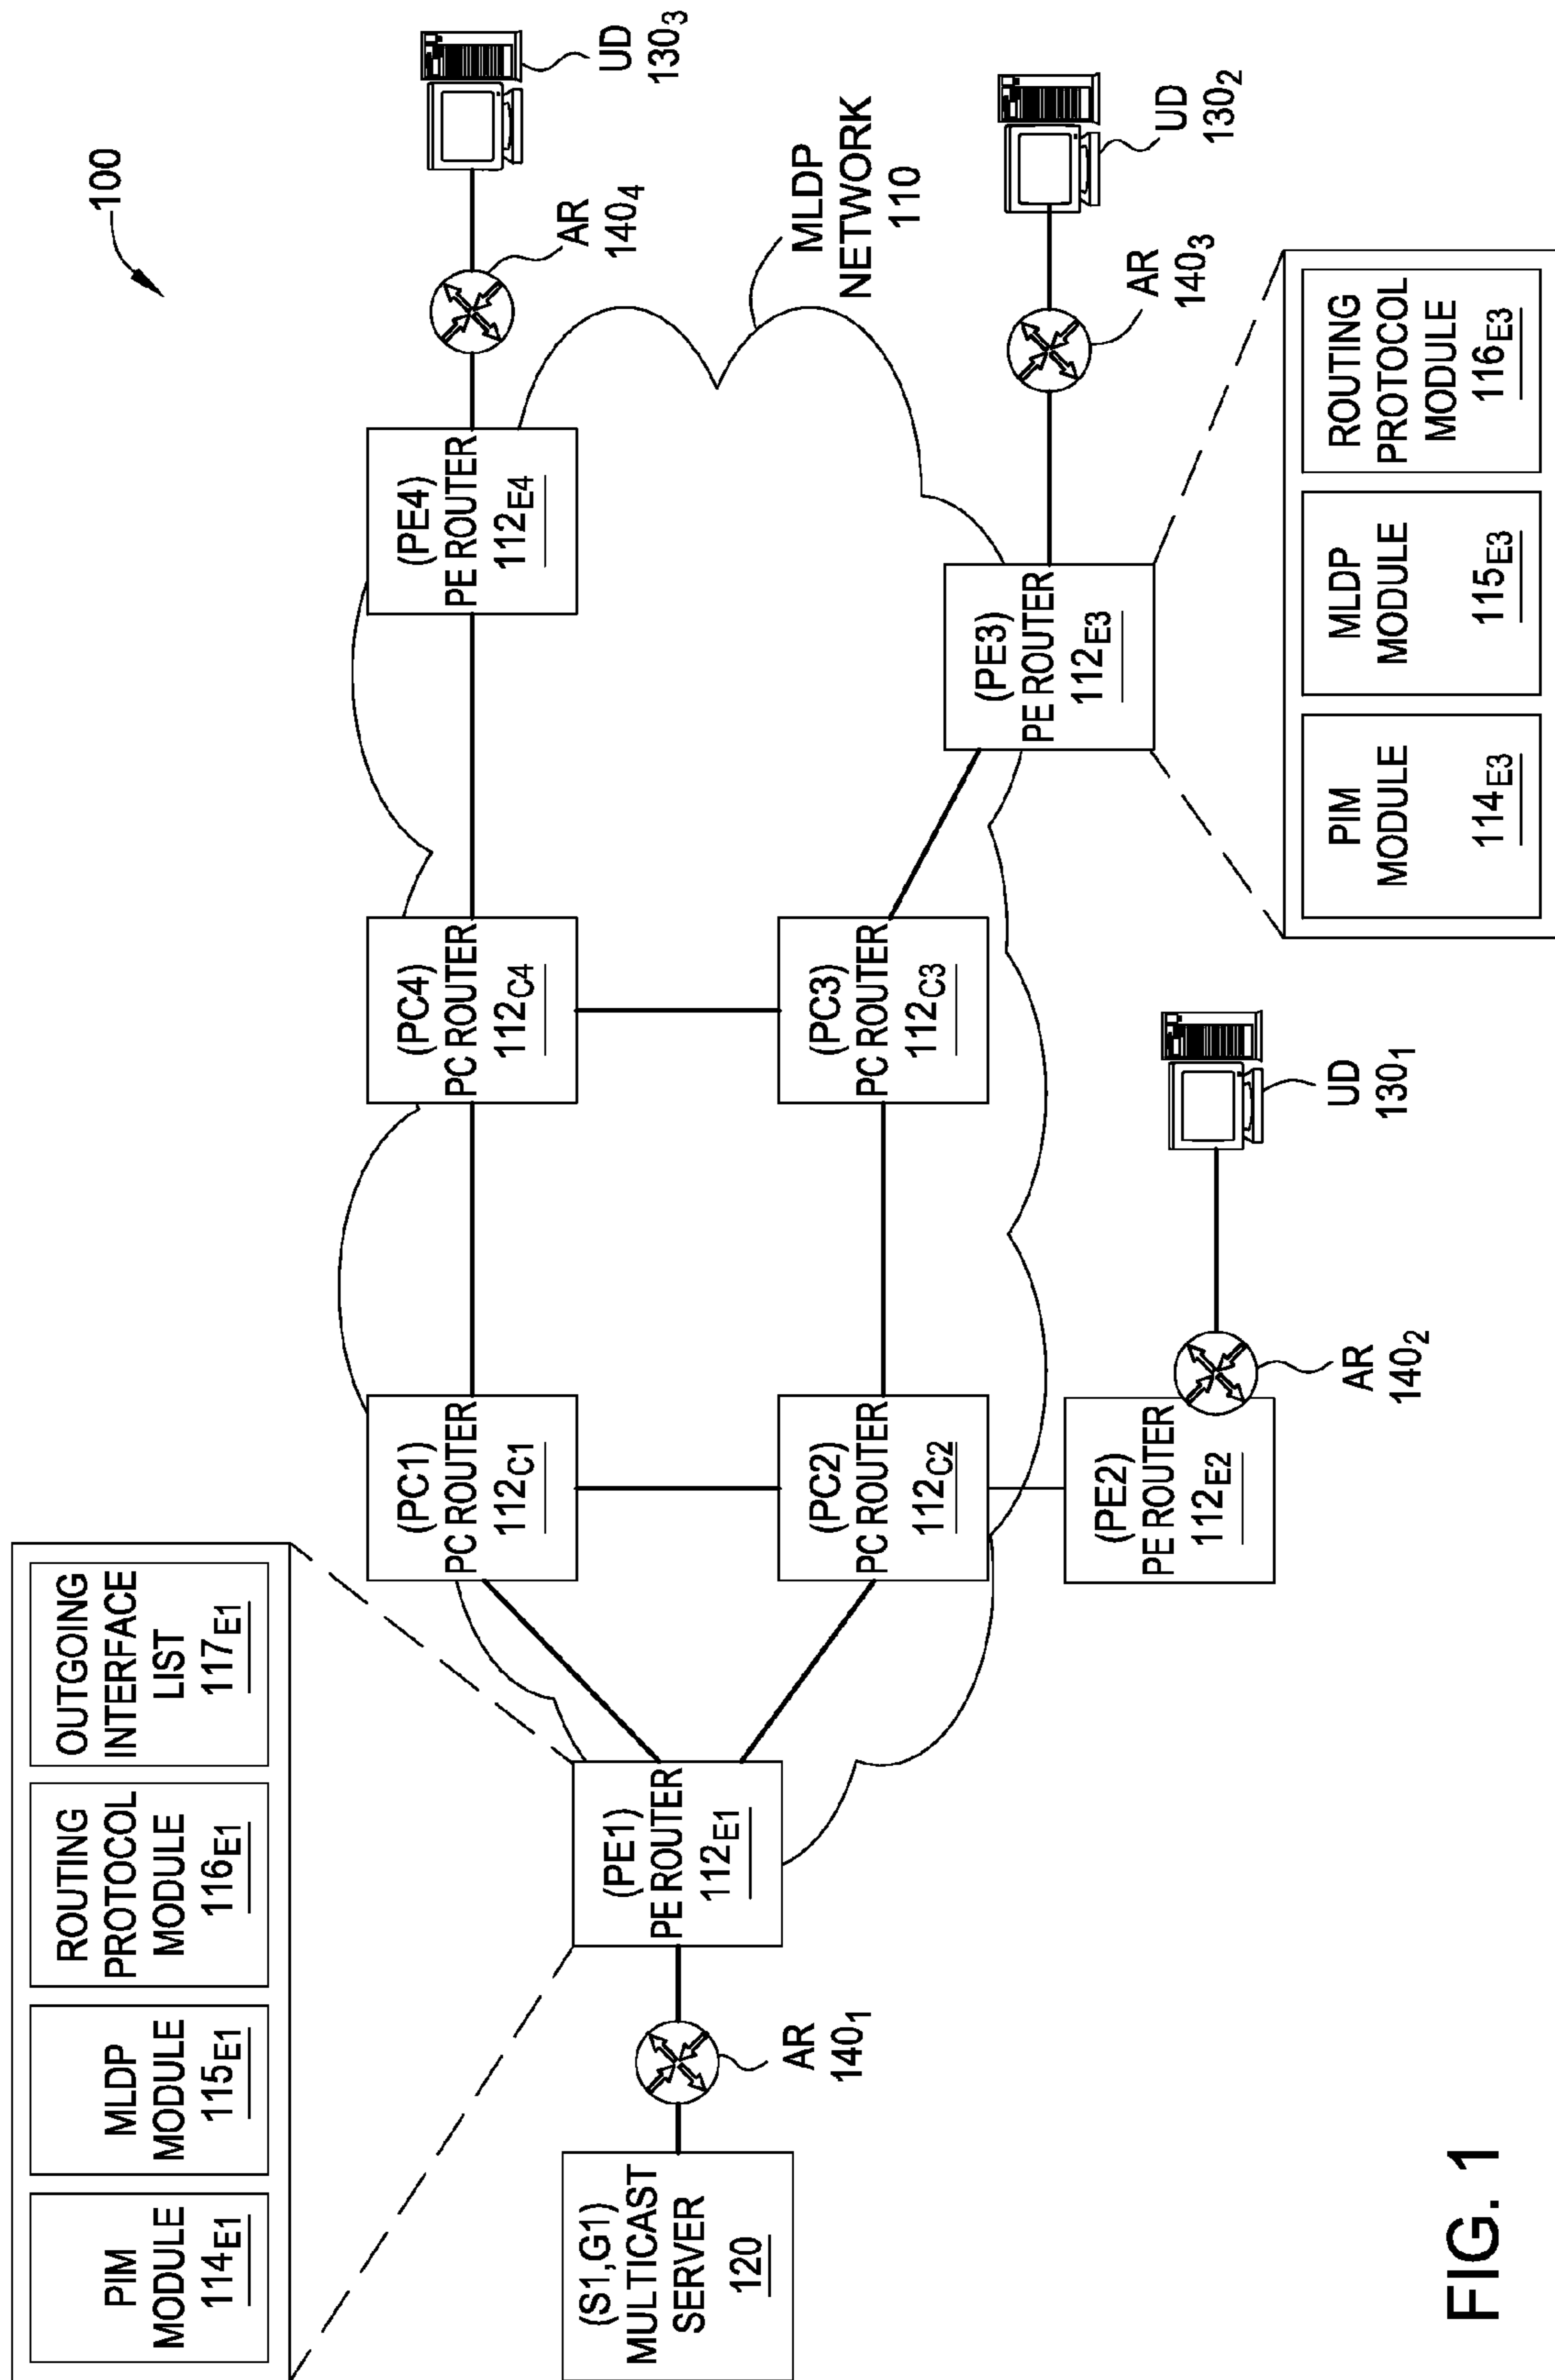 100
PIM
MODULE
114E1
MLDP
MODULE
115E1
ROUTING
PROTOCOL
MODULE
116E1
OUTGOING
INTERFACE
LIST
117E1
(S1,G1)
MULTICAST
SERVER
120
AR
140₁
(PE1)
PE ROUTER
112E1
(PC1)
PC ROUTER
112C1
(PC4)
PC ROUTER
112C4
(PE4)
PE ROUTER
112E4
AR
140₄
UD
130₃
MLDP
NETWORK
110
(PC2)
PC ROUTER
112C2
(PC3)
PC ROUTER
112C3
(PE3)
PE ROUTER
112E3
AR
140₃
UD
130₂
(PE2)
PE ROUTER
112E2
AR
140₂
UD
130₁
PIM
MODULE
114E3
MLDP
MODULE
115E3
ROUTING
PROTOCOL
MODULE
116E3
FIG. 1